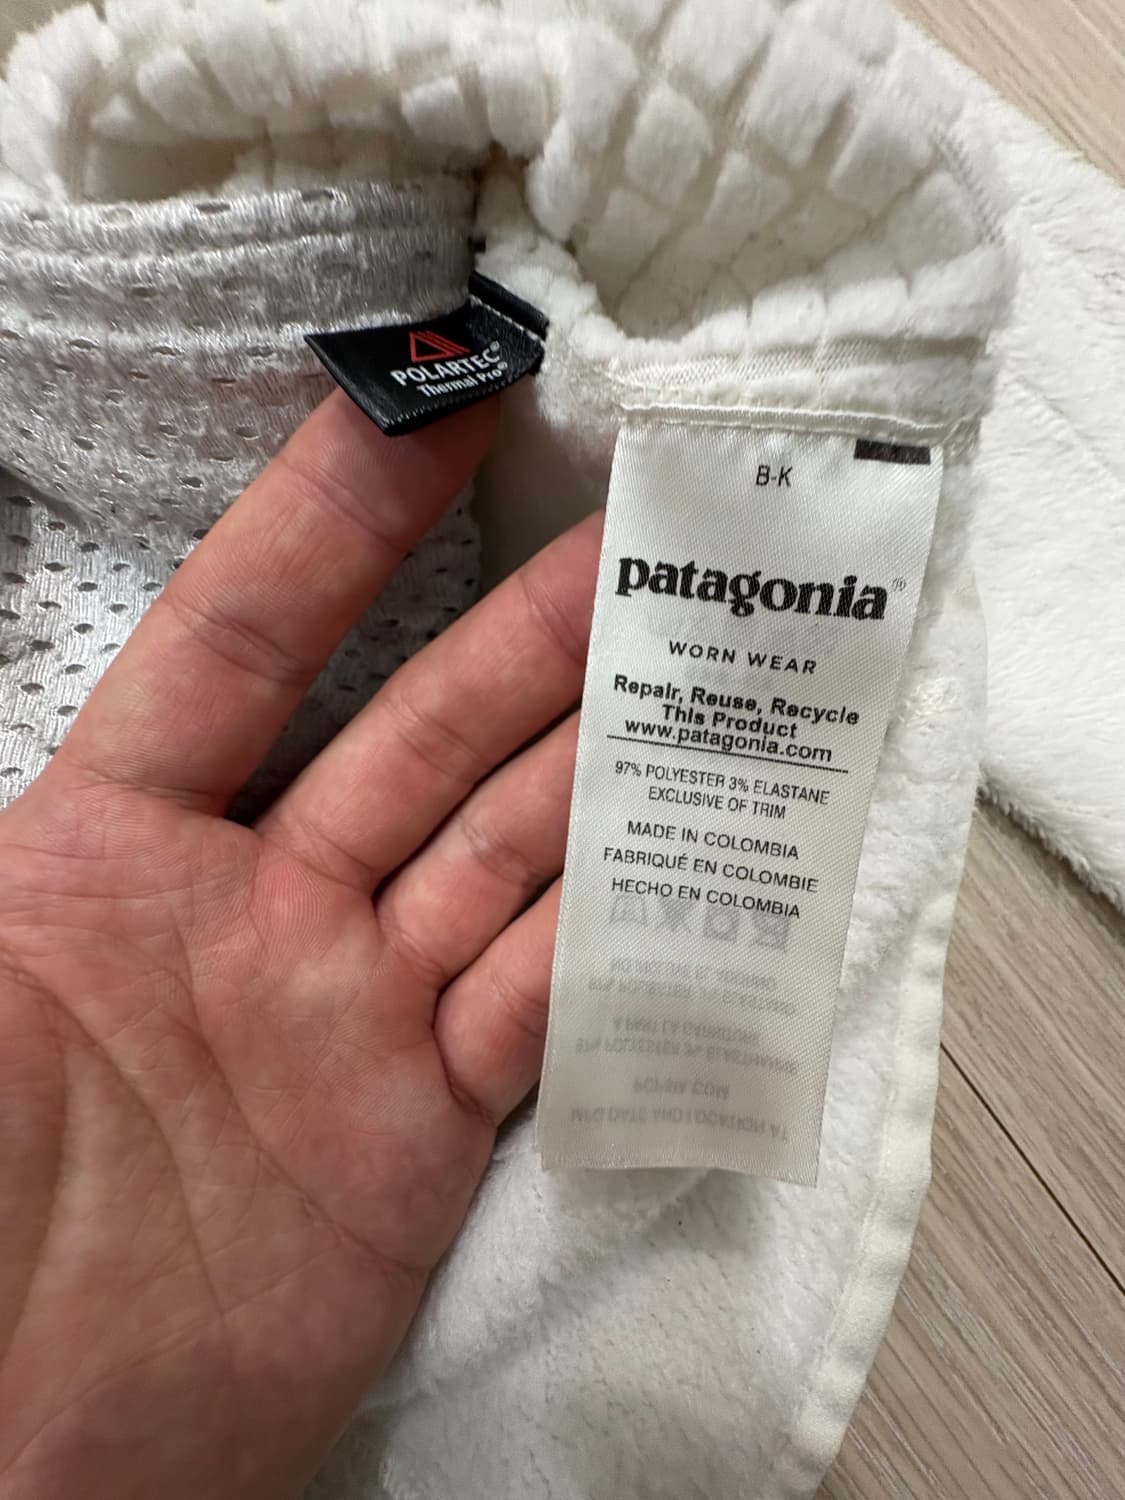 POLARTEC®
Thermal Pro®
B-K
patagonia®
WORN WEAR
Repair, Reuse, Recycle
This Product
www.patagonia.com
97% POLYESTER 3% ELASTANE
EXCLUSIVE OF TRIM
MADE IN COLOMBIA
FABRIQUÉ EN COLOMBIE
HECHO EN COLOMBIA